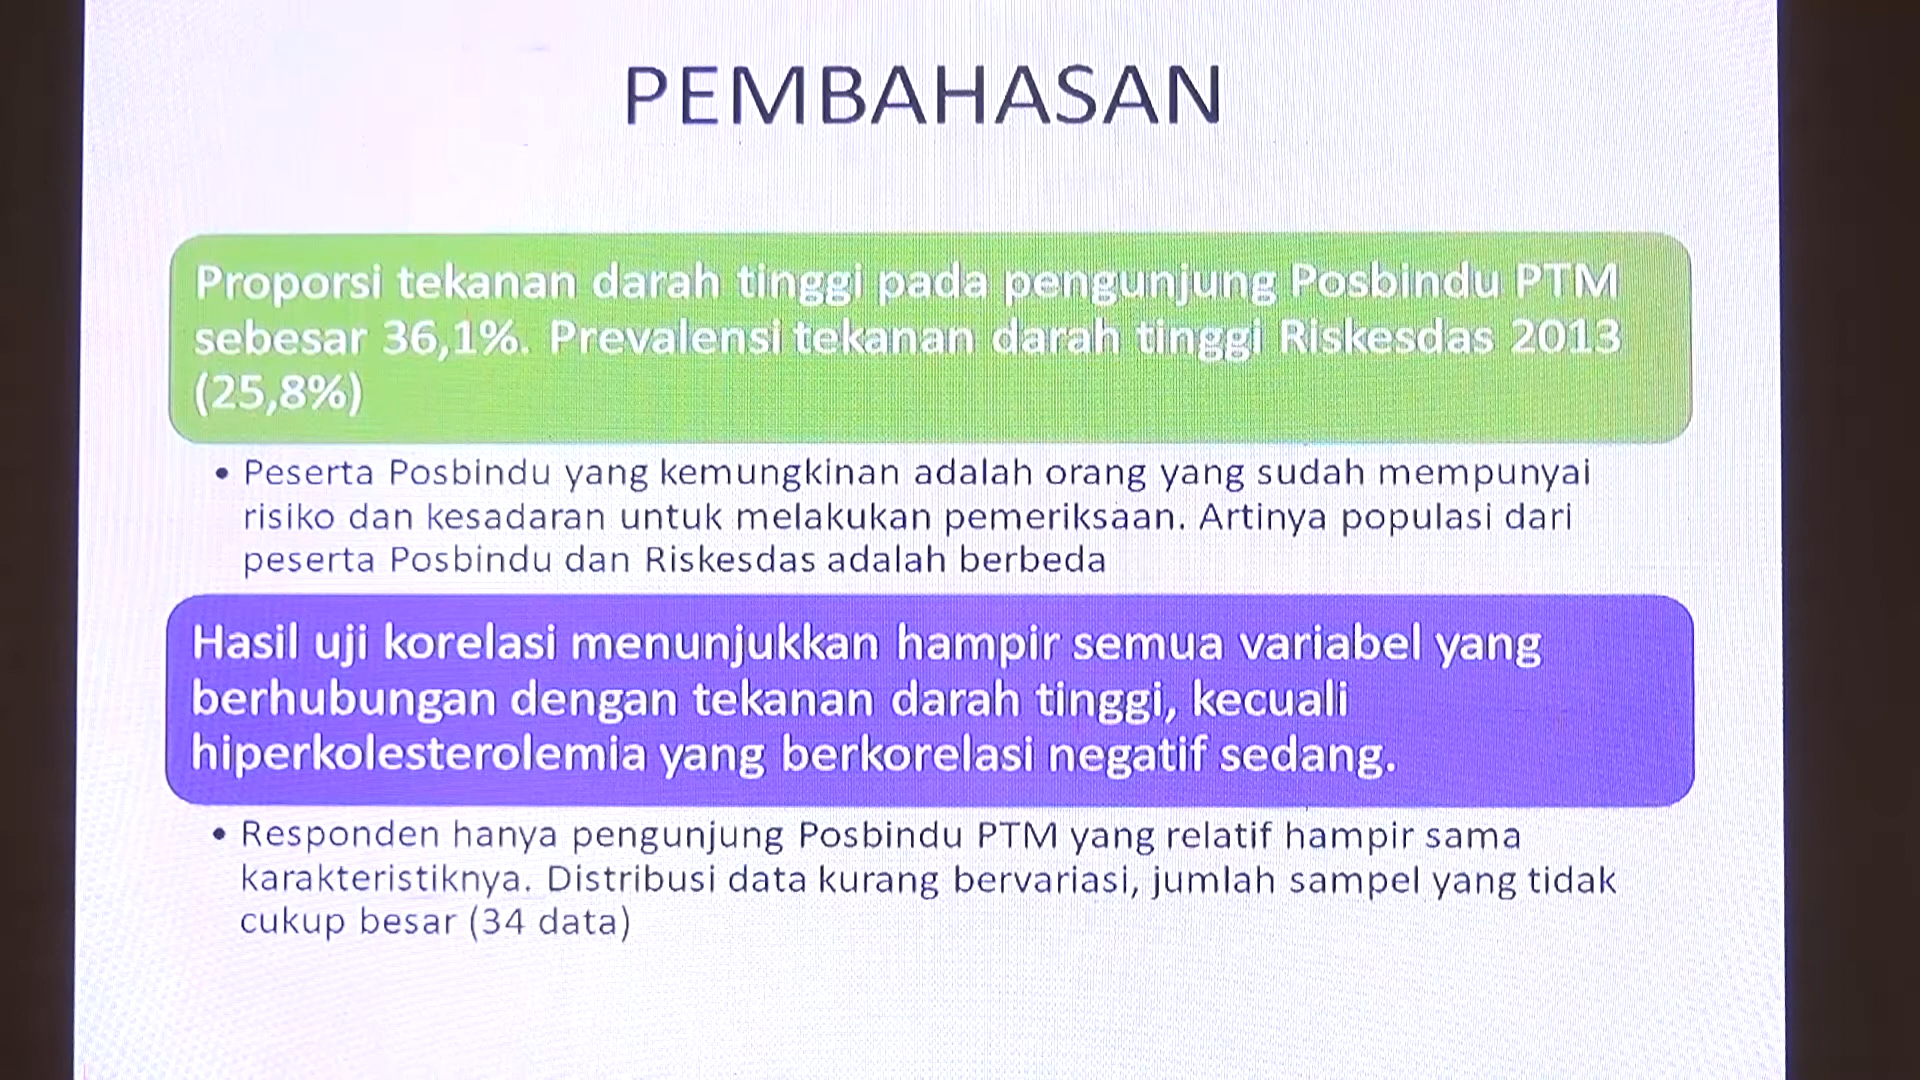 PEMBAHASAN
Proporsi tekanan darah tinggi pada pengunjung Posbindu PTM
sebesar 36,1%. Prevalensi tekanan darah tinggi Riskesdas 2013
(25,8%)
• Peserta Posbindu yang kemungkinan adalah orang yang sudah mempunyai
risiko dan kesadaran untuk melakukan pemeriksaan. Artinya populasi dari
peserta Posbindu dan Riskesdas adalah berbeda
Hasil uji korelasi menunjukkan hampir semua variabel yang
berhubungan dengan tekanan darah tinggi, kecuali
hiperkolesterolemia yang berkorelasi negatif sedang.
• Responden hanya pengunjung Posbindu PTM yang relatif hampir sama
karakteristiknya. Distribusi data kurang bervariasi, jumlah sampel yang tidak
cukup besar (34 data)